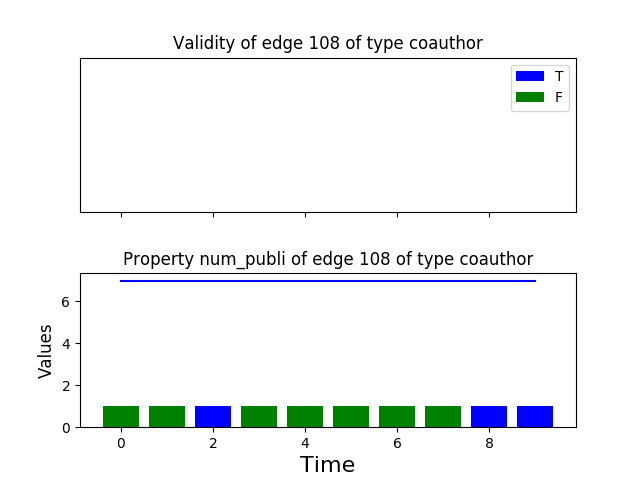 Validity of edge 108 of type coauthor
T
F
Property num_publi of edge 108 of type coauthor
Values
6
4
2
0
0 2 4 6 8
Time